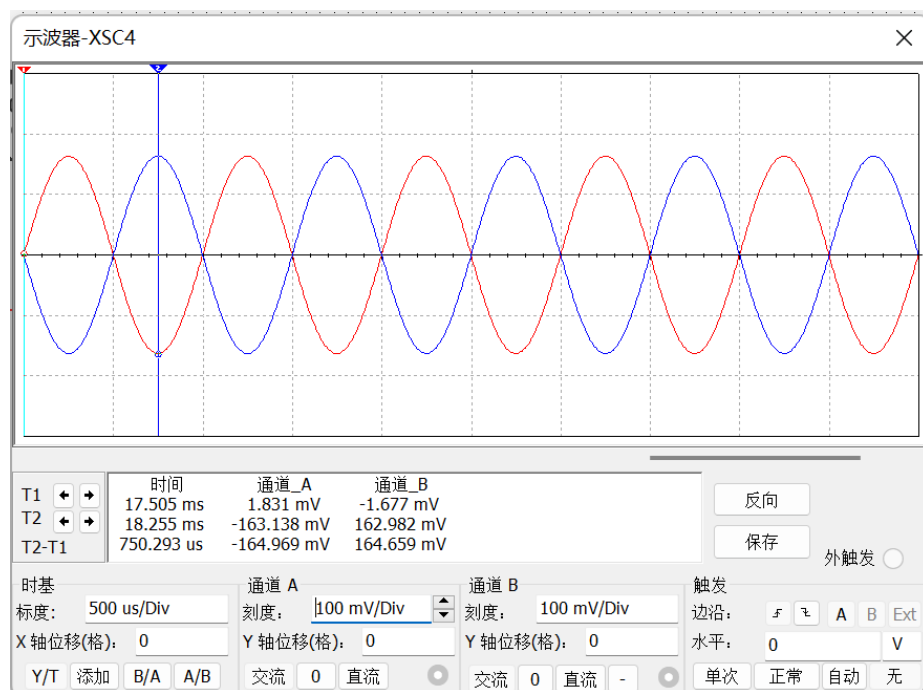 示波器-XSC4
1
2
时间 通道_A 通道_B
T1 17.505 ms 1.831 mV -1.677 mV
T2 18.255 ms -163.138 mV 162.982 mV
T2-T1 750.293 us -164.969 mV 164.659 mV
反向
保存
外触发
时基
标度: 500 us/Div
X 轴位移(格): 0
Y/T 添加 B/A A/B
通道 A
刻度: 100 mV/Div
Y 轴位移(格): 0
交流 0 直流
通道 B
刻度: 100 mV/Div
Y 轴位移(格): 0
交流 0 直流 -
触发
边沿: A B Ext
水平: 0 V
单次 正常 自动 无